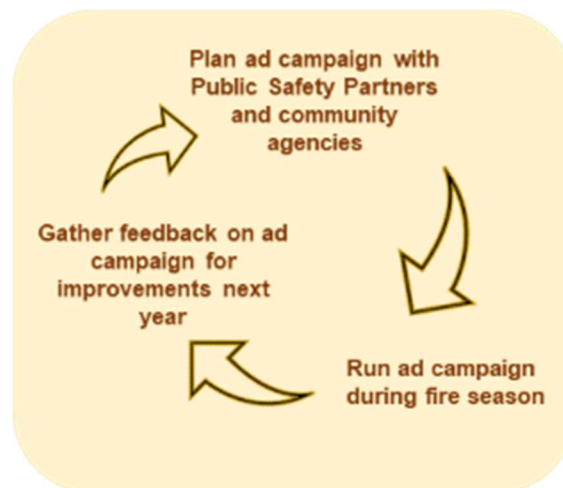 Plan ad campaign with
Public Safety Partners
and community
agencies
Run ad campaign
during fire season
Gather feedback on ad
campaign for
improvements next
year